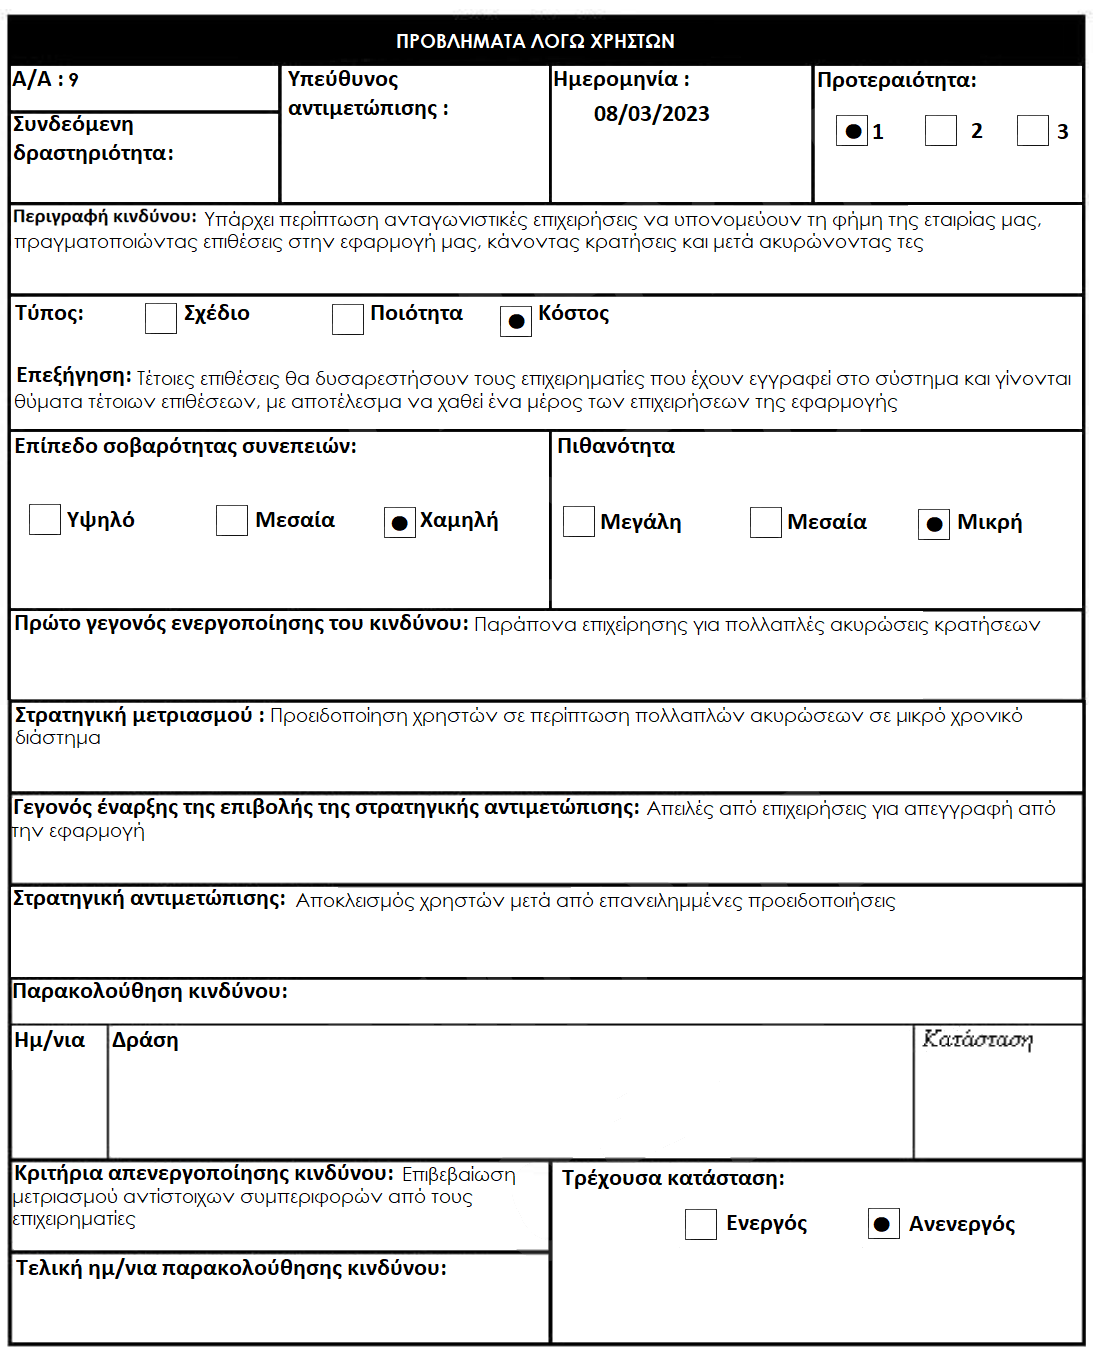 ΠΡΟΒΛΗΜΑΤΑ ΛΟΓΩ ΧΡΗΣΤΩΝ
Α/Α : 9
Συνδεόμενη
δραστηριότητα:
Υπεύθυνος
αντιμετώπισης :
Ημερομηνία :
08/03/2023
Προτεραιότητα:
1 2 3
Περιγραφή κινδύνου: Υπάρχει περίπτωση ανταγωνιστικές επιχειρήσεις να υπονομεύουν τη φήμη της εταιρίας μας,
πραγματοποιώντας επιθέσεις στην εφαρμογή μας, κάνοντας κρατήσεις και μετά ακυρώνοντας τες
Τύπος: Σχέδιο Ποιότητα Κόστος
Επεξήγηση: Τέτοιες επιθέσεις θα δυσαρεστήσουν τους επιχειρηματίες που έχουν εγγραφεί στο σύστημα και γίνονται
θύματα τέτοιων επιθέσεων, με αποτέλεσμα να χαθεί ένα μέρος των επιχειρήσεων της εφαρμογής
Επίπεδο σοβαρότητας συνεπειών:
Υψηλό Μεσαία Χαμηλή
Πιθανότητα
Μεγάλη Μεσαία Μικρή
Πρώτο γεγονός ενεργοποίησης του κινδύνου: Παράπονα επιχείρησης για πολλαπλές ακυρώσεις κρατήσεων
Στρατηγική μετριασμού : Προειδοποίηση χρηστών σε περίπτωση πολλαπλών ακυρώσεων σε μικρό χρονικό
διάστημα
Γεγονός έναρξης της επιβολής της στρατηγικής αντιμετώπισης: Απειλές από επιχειρήσεις για απεγγραφή από
την εφαρμογή
Στρατηγική αντιμετώπισης: Αποκλεισμός χρηστών μετά από επανειλημμένες προειδοποιήσεις
Παρακολούθηση κινδύνου:
Ημ/νια Δράση Κατάσταση
Κριτήρια απενεργοποίησης κινδύνου: Επιβεβαίωση
μετριασμού αντίστοιχων συμπεριφορών από τους
επιχειρηματίες
Τελική ημ/νια παρακολούθησης κινδύνου:
Τρέχουσα κατάσταση:
Ενεργός Ανενεργός